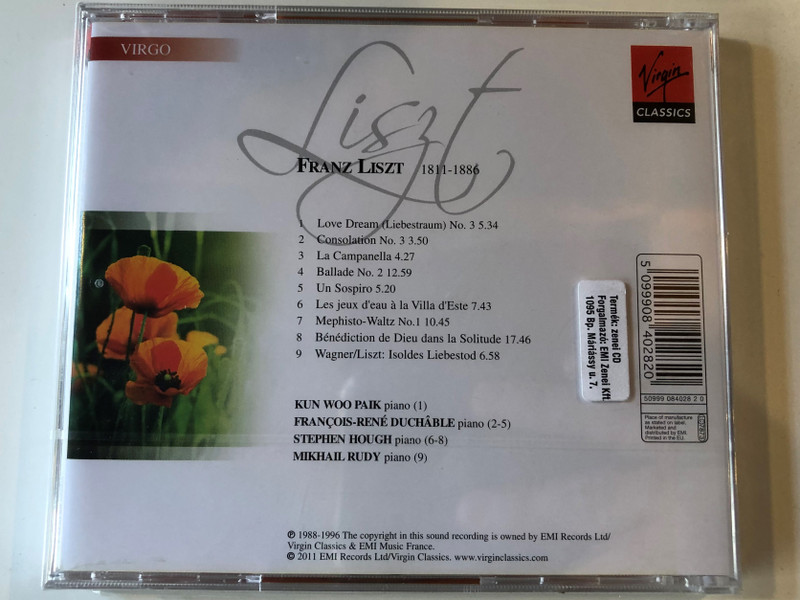 VIRGO
Liszt
Virgin
CLASSICS
FRANZ LISZT 1811-1886
1 Love Dream (Liebestraum) No. 3 5.34
2 Consolation No. 3 3.50
3 La Campanella 4.27
4 Ballade No. 2 12.59
5 Un Sospiro 5.20
6 Les jeux d'eau à la Villa d'Este 7.43
7 Mephisto-Waltz No.1 10.45
8 Bénédiction de Dieu dans la Solitude 17.46
9 Wagner/Liszt: Isoldes Liebestod 6.58
KUN WOO PAIK piano (1)
FRANÇOIS-RENÉ DUCHÂBLE piano (2-5)
STEPHEN HOUGH piano (6-8)
MIKHAIL RUDY piano (9)
℗ 1988-1996 The copyright in this sound recording is owned by EMI Records Ltd/
Virgin Classics & EMI Music France.
© 2011 EMI Records Ltd/Virgin Classics. www.virginclassics.com
®
Termék: zenei CD
Forgalmazó: EMI Zenei Kft.
1095 Bp. Máriássy u. 7.
5 099908 402820
50999 084028 2 0
Place of manufacture
as stated on label.
Marketed and
distributed by EMI.
Printed in the EU.